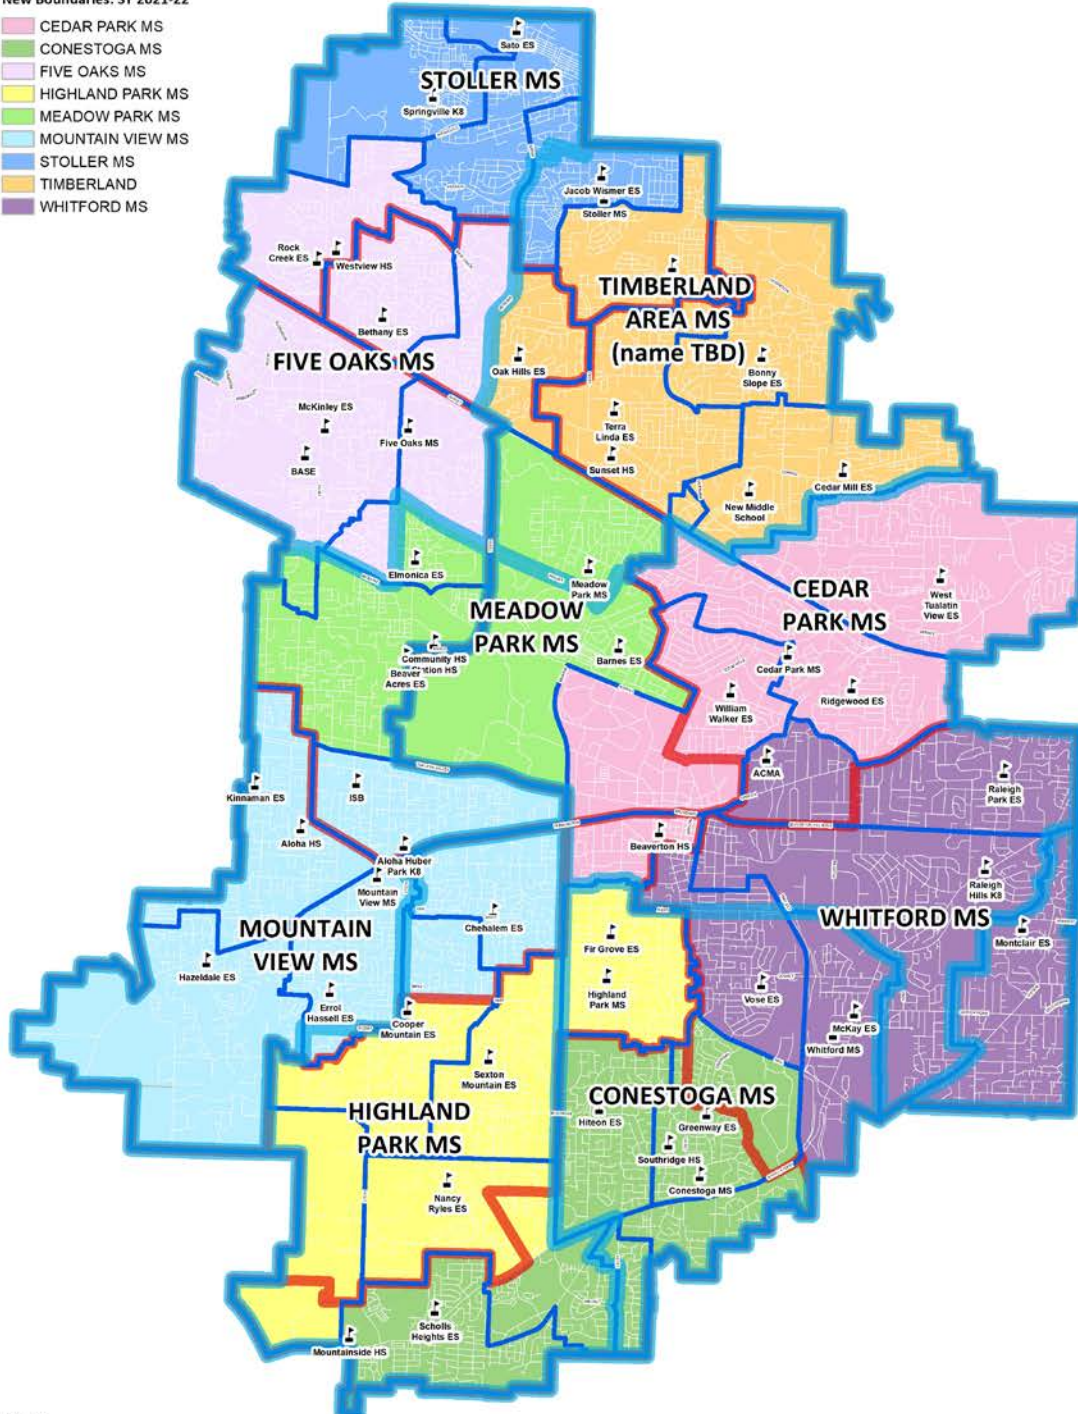 New Boundaries: SY 2021-22
CEDAR PARK MS
CONESTOGA MS
FIVE OAKS MS
HIGHLAND PARK MS
MEADOW PARK MS
MOUNTAIN VIEW MS
STOLLER MS
TIMBERLAND
WHITFORD MS
Sato ES
STOLLER MS
Springville K8
Jacob Wismer ES
Stoller MS
Rock
Creek ES
Westview HS
TIMBERLAND
AREA MS
(name TBD)
Bethany ES
FIVE OAKS MS
Oak Hills ES
Bonny
Slope ES
McKinley ES
Five Oaks MS
BASE
Terra
Linda ES
Sunset HS
Cedar Mill ES
New Middle
School
Elmonica ES
Meadow
Park MS
CEDAR
PARK MS
West
Tualatin
View ES
MEADOW
PARK MS
Community HS
Beaver
Acres ES
Barnes ES
Cedar Park MS
William
Walker ES
Ridgewood ES
ACMA
Raleigh
Park ES
Kinnaman ES
ISB
Aloha HS
Beaverton HS
Aloha Huber
Park K8
Mountain
View MS
Raleigh
Hills K8
WHITFORD MS
Montclair ES
MOUNTAIN
VIEW MS
Chehalem ES
Hazeldale ES
Fir Grove ES
Highland
Park MS
Vose ES
Errol
Hassell ES
Cooper
Mountain ES
McKay ES
Whitford MS
Sexton
Mountain ES
HIGHLAND
PARK MS
CONESTOGA MS
Hiteon ES
Greenway ES
Southridge HS
Conestoga MS
Nancy
Ryles ES
Scholls
Heights ES
Mountainside HS